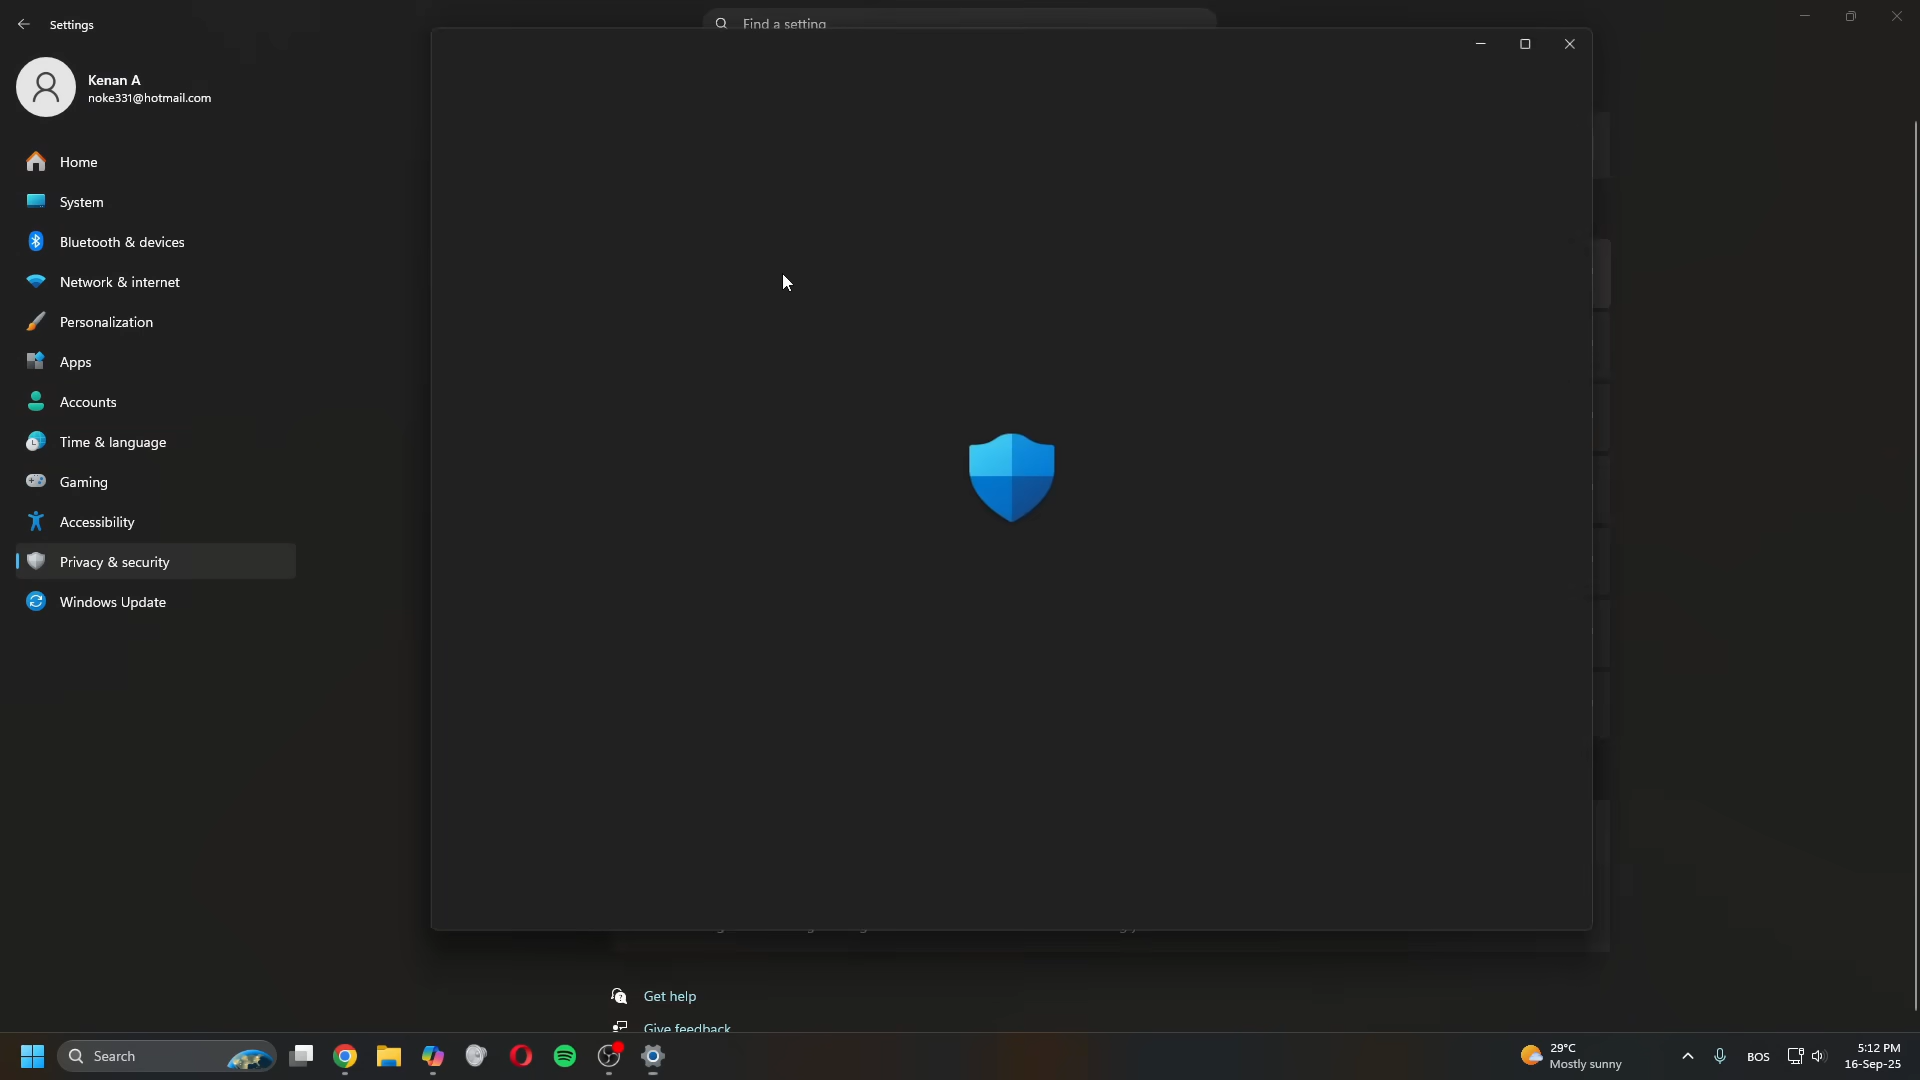 Settings
Find a setting
Kenan A
noke331@hotmail.com
Home
System
Bluetooth & devices
Network & internet
Personalization
Apps
Accounts
Time & language
Gaming
Accessibility
Privacy & security
Windows Update
Get help
Give feedback
Search
29°C
Mostly sunny
BOS
5:12 PM
16-Sep-25